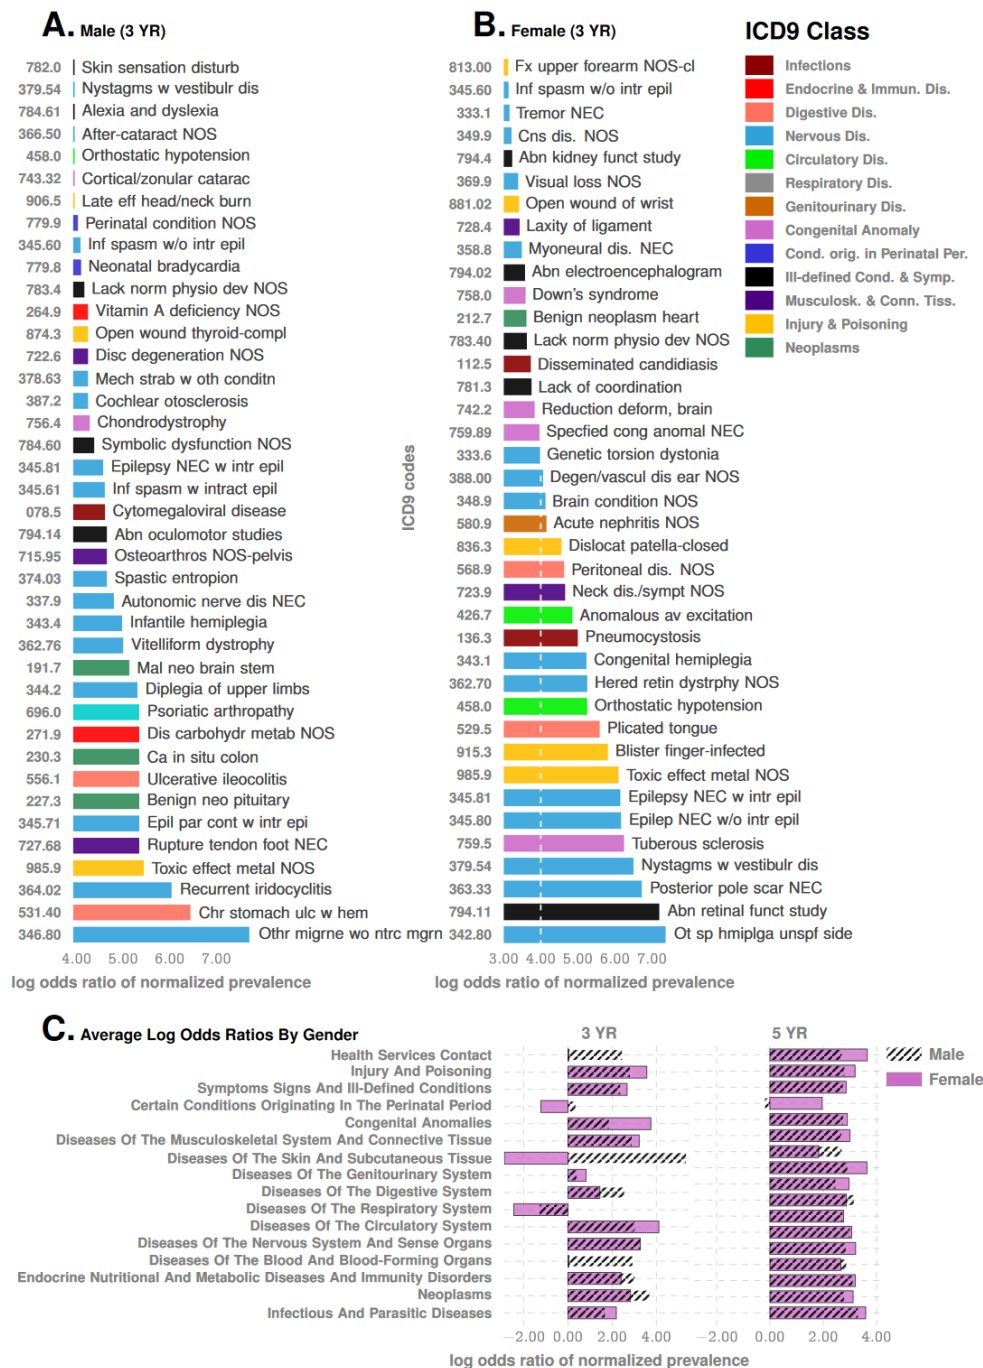 A. Male (3 YR)
782.0 Skin sensation disturb
379.54 Nystagms w vestibulr dis
784.61 Alexia and dyslexia
366.50 After-cataract NOS
458.0 Orthostatic hypotension
743.32 Cortical/zonular catarac
906.5 Late eff head/neck burn
779.9 Perinatal condition NOS
345.60 Inf spasm w/o intr epil
779.8 Neonatal bradycardia
783.4 Lack norm physio dev NOS
264.9 Vitamin A deficiency NOS
874.3 Open wound thyroid-compl
722.6 Disc degeneration NOS
378.63 Mech strab w oth conditn
387.2 Cochlear otosclerosis
756.4 Chondrodystrophy
784.60 Symbolic dysfunction NOS
345.81 Epilepsy NEC w intr epil
345.61 Inf spasm w intract epil
078.5 Cytomegaloviral disease
794.14 Abn oculomotor studies
715.95 Osteoarthros NOS-pelvis
374.03 Spastic entropion
337.9 Autonomic nerve dis NEC
343.4 Infantile hemiplegia
362.76 Vitelliform dystrophy
191.7 Mal neo brain stem
344.2 Diplegia of upper limbs
696.0 Psoriatic arthropathy
271.9 Dis carbohydr metab NOS
230.3 Ca in situ colon
556.1 Ulcerative ileocolitis
227.3 Benign neo pituitary
345.71 Epil par cont w intr epi
727.68 Rupture tendon foot NEC
985.9 Toxic effect metal NOS
364.02 Recurrent iridocyclitis
531.40 Chr stomach ulc w hem
346.80 Othr migrne wo ntrc mgrn
4.00 5.00 6.00 7.00
log odds ratio of normalized prevalence
B. Female (3 YR)
ICD9 codes
813.00 Fx upper forearm NOS-cl
345.60 Inf spasm w/o intr epil
333.1 Tremor NEC
349.9 Cns dis. NOS
794.4 Abn kidney funct study
369.9 Visual loss NOS
881.02 Open wound of wrist
728.4 Laxity of ligament
358.8 Myoneural dis. NEC
794.02 Abn electroencephalogram
758.0 Down's syndrome
212.7 Benign neoplasm heart
783.40 Lack norm physio dev NOS
112.5 Disseminated candidiasis
781.3 Lack of coordination
742.2 Reduction deform, brain
759.89 Specfied cong anomal NEC
333.6 Genetic torsion dystonia
388.00 Degen/vascul dis ear NOS
348.9 Brain condition NOS
580.9 Acute nephritis NOS
836.3 Dislocat patella-closed
568.9 Peritoneal dis. NOS
723.9 Neck dis./sympt NOS
426.7 Anomalous av excitation
136.3 Pneumocystosis
343.1 Congenital hemiplegia
362.70 Hered retin dystrphy NOS
458.0 Orthostatic hypotension
529.5 Plicated tongue
915.3 Blister finger-infected
985.9 Toxic effect metal NOS
345.81 Epilepsy NEC w intr epil
345.80 Epilep NEC w/o intr epil
759.5 Tuberous sclerosis
379.54 Nystagms w vestibulr dis
363.33 Posterior pole scar NEC
794.11 Abn retinal funct study
342.80 Ot sp hmiplga unspf side
3.00 4.00 5.00 6.00 7.00
log odds ratio of normalized prevalence
ICD9 Class
Infections
Endocrine & Immun. Dis.
Digestive Dis.
Nervous Dis.
Circulatory Dis.
Respiratory Dis.
Genitourinary Dis.
Congenital Anomaly
Cond. orig. in Perinatal Per.
Ill-defined Cond. & Symp.
Musculosk. & Conn. Tiss.
Injury & Poisoning
Neoplasms
C. Average Log Odds Ratios By Gender
3 YR 5 YR
Male
Female
Health Services Contact
Injury And Poisoning
Symptoms Signs And Ill-Defined Conditions
Certain Conditions Originating In The Perinatal Period
Congenital Anomalies
Diseases Of The Musculoskeletal System And Connective Tissue
Diseases Of The Skin And Subcutaneous Tissue
Diseases Of The Genitourinary System
Diseases Of The Digestive System
Diseases Of The Respiratory System
Diseases Of The Circulatory System
Diseases Of The Nervous System And Sense Organs
Diseases Of The Blood And Blood-Forming Organs
Endocrine Nutritional And Metabolic Diseases And Immunity Disorders
Neoplasms
Infectious And Parasitic Diseases
−2.00 0.00 2.00 4.00 −2.00 0.00 2.00 4.00
log odds ratio of normalized prevalence